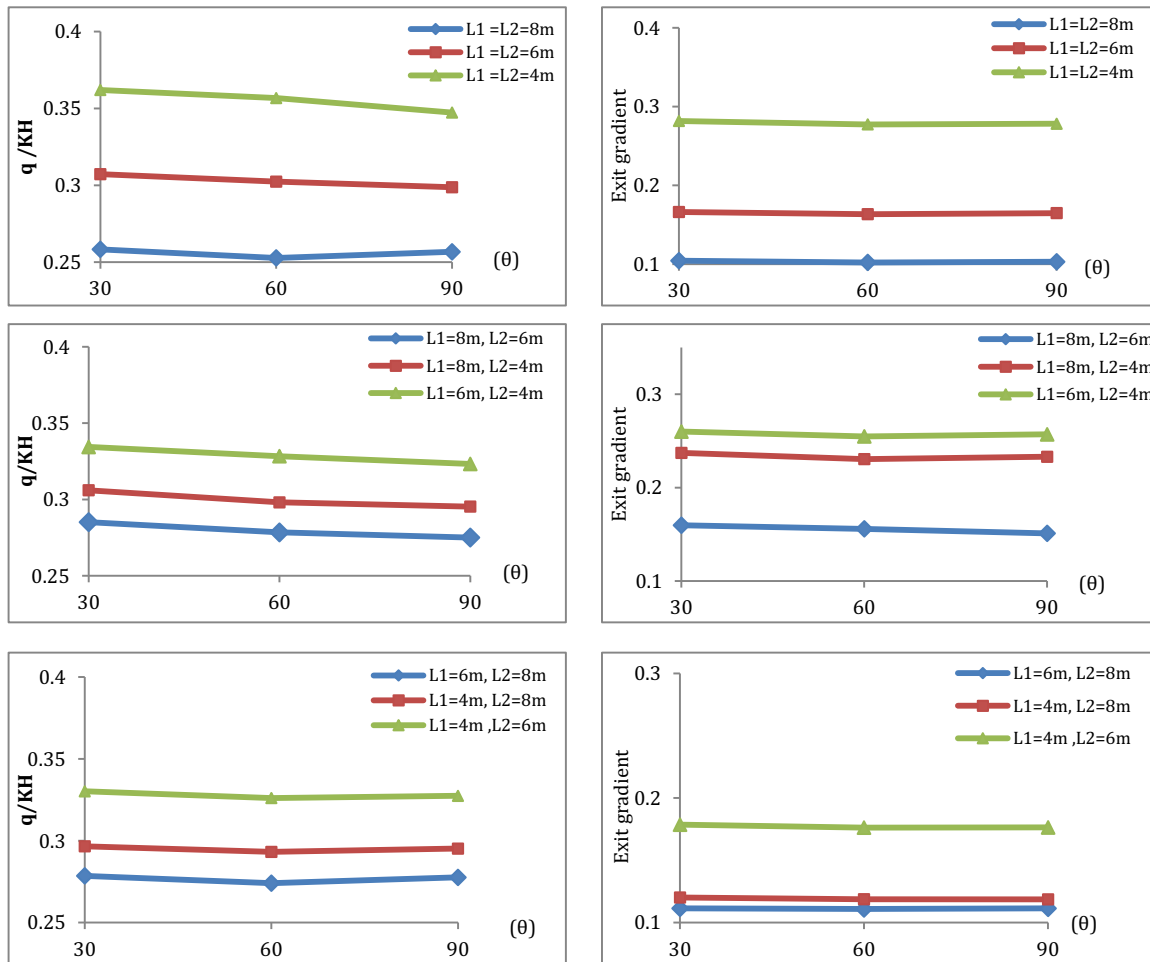 0.4
0.35
0.3
0.25
q /KH
L1 =L2=8m
L1 =L2=6m
L1 =L2=4m
30 60 90
(θ)
0.4
0.3
0.2
0.1
Exit gradient
L1=L2=8m
L1=L2=6m
L1=L2=4m
30 60 90
(θ)
0.4
0.35
0.3
0.25
q/KH
L1=8m, L2=6m
L1=8m, L2=4m
L1=6m, L2=4m
30 60 90
(θ)
0.3
0.2
0.1
Exit gradient
L1=8m, L2=6m
L1=8m, L2=4m
L1=6m, L2=4m
30 60 90
(θ)
0.4
0.35
0.3
0.25
q/KH
L1=6m, L2=8m
L1=4m, L2=8m
L1=4m ,L2=6m
30 60 90
(θ)
0.3
0.2
0.1
Exit gradient
L1=6m, L2=8m
L1=4m, L2=8m
L1=4m ,L2=6m
30 60 90
(θ)